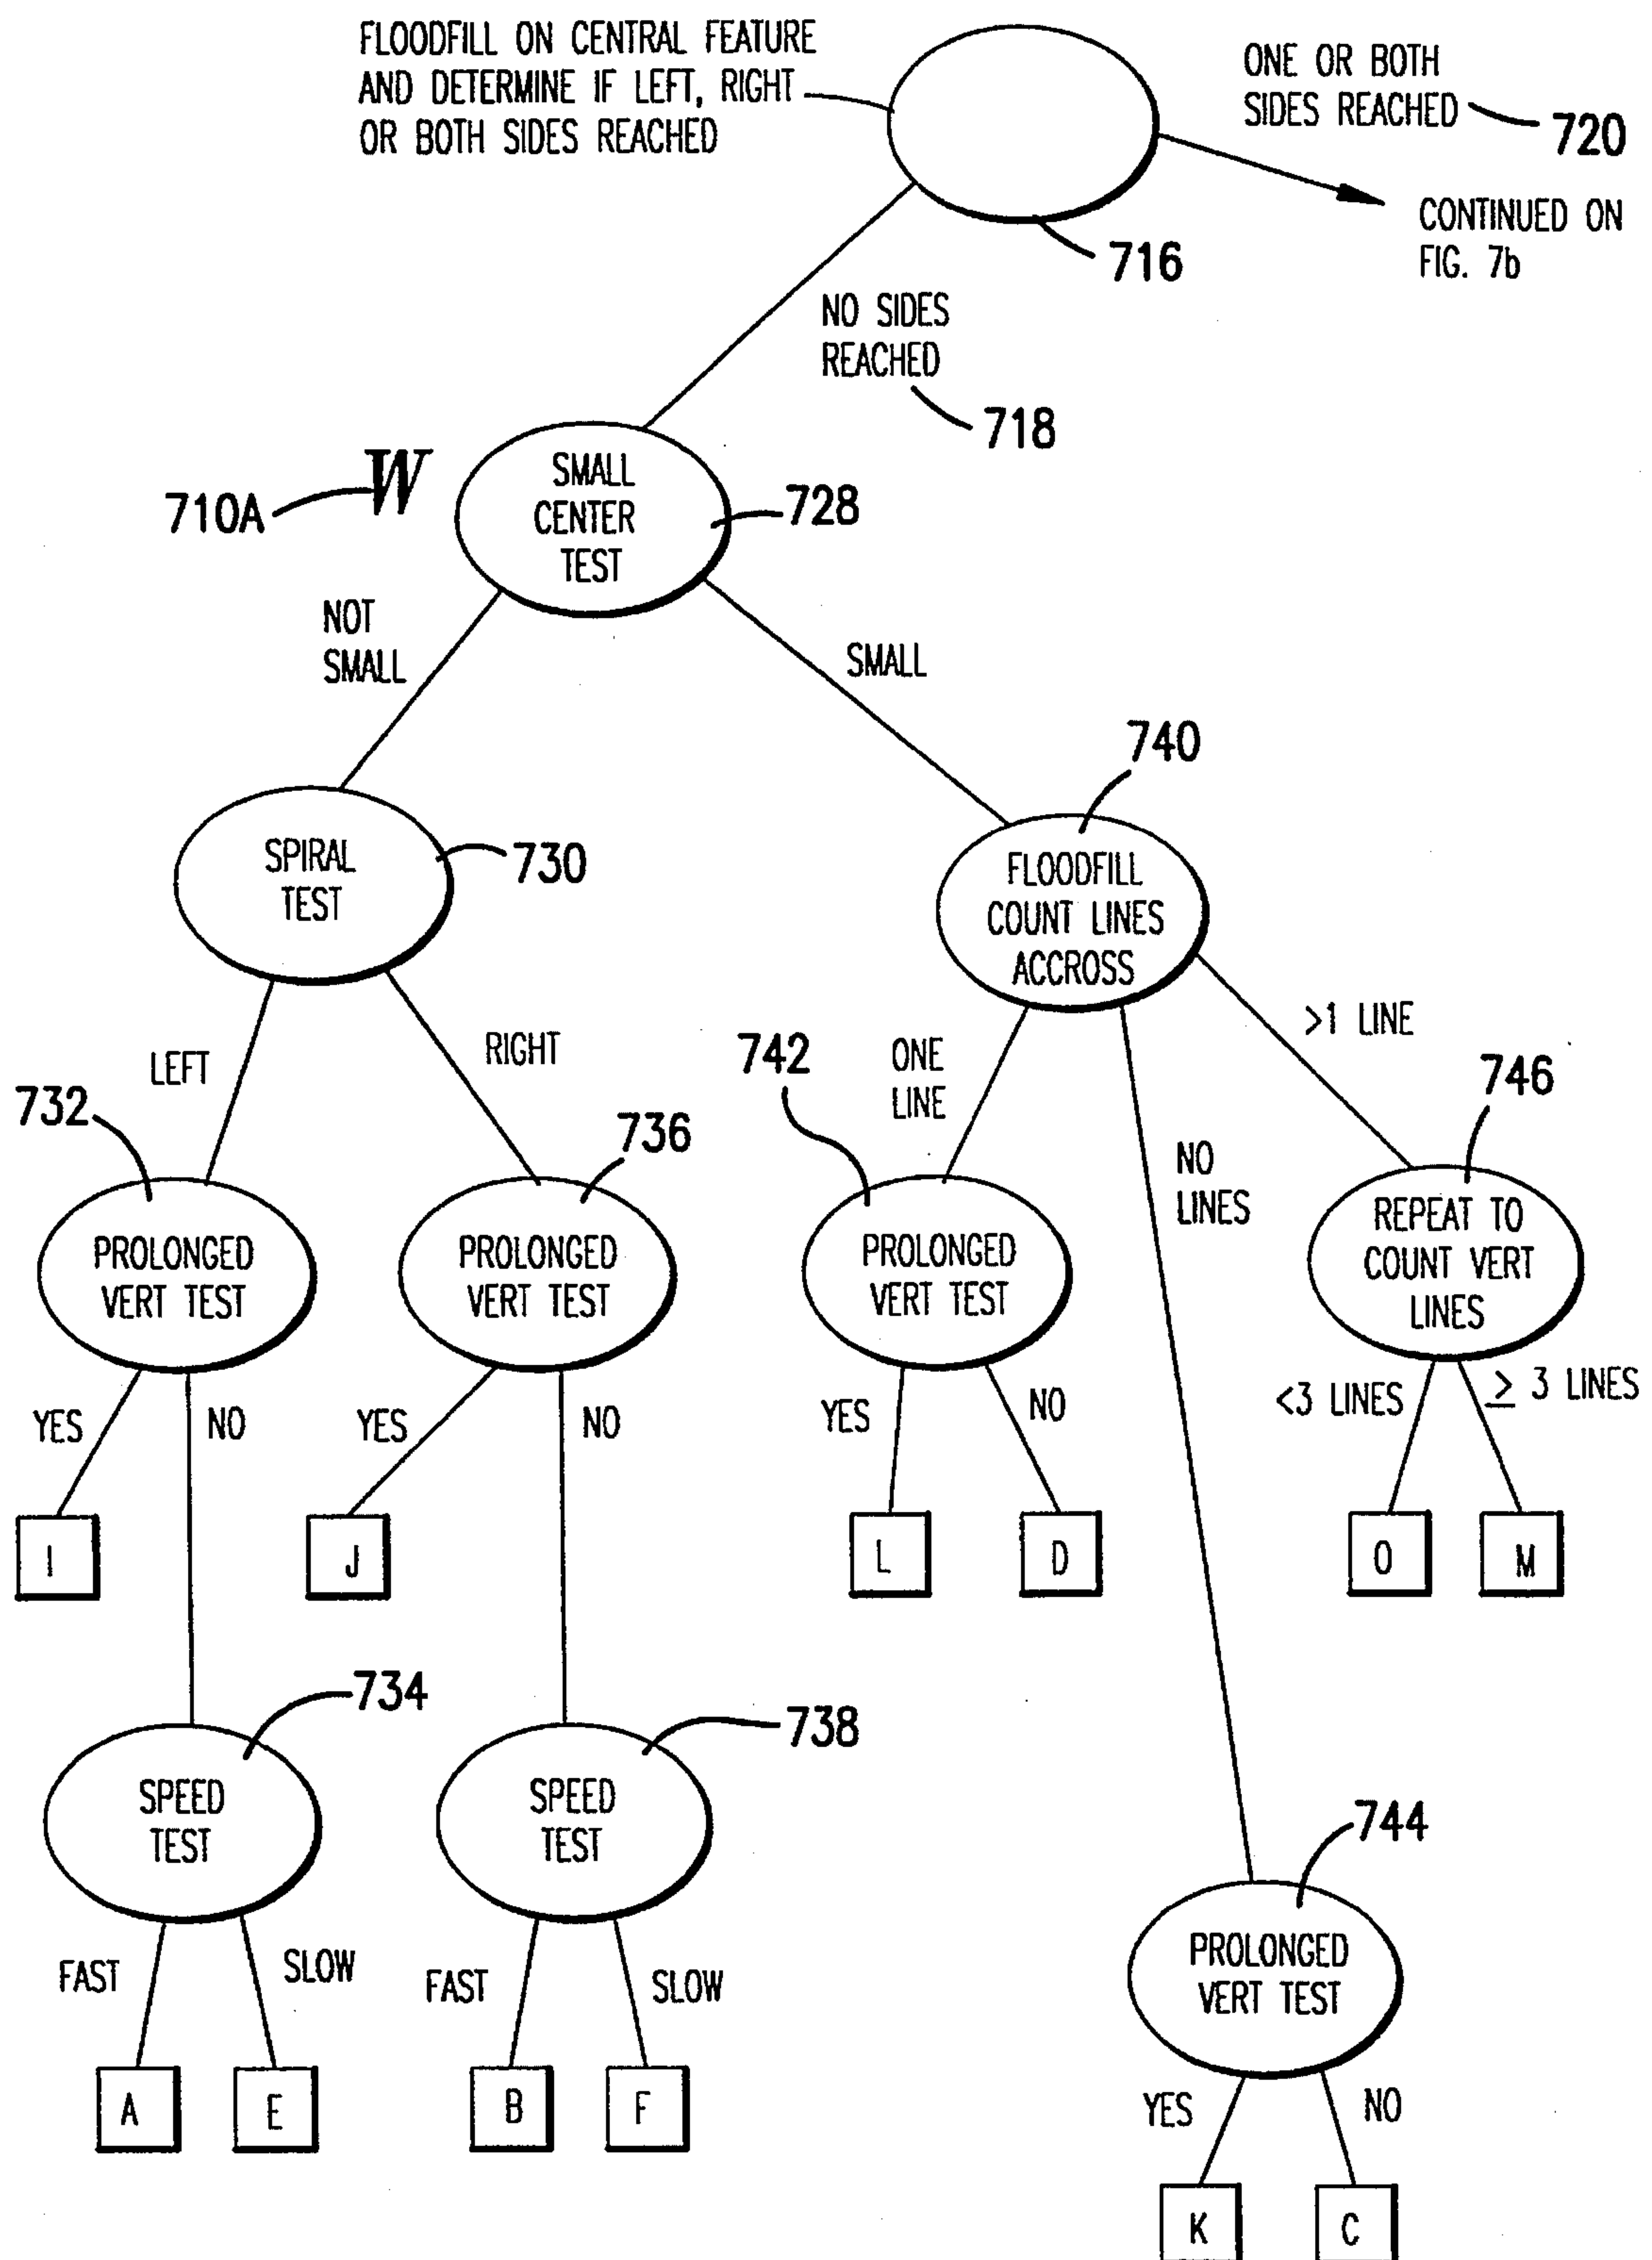 FLOODFILL ON CENTRAL FEATURE
AND DETERMINE IF LEFT, RIGHT
OR BOTH SIDES REACHED
ONE OR BOTH
SIDES REACHED
720
CONTINUED ON
FIG. 7b
716
NO SIDES
REACHED
718
W
710A
SMALL
CENTER
TEST
728
NOT
SMALL
SMALL
740
SPIRAL
TEST
730
FLOODFILL
COUNT LINES
ACCROSS
LEFT
RIGHT
742
ONE
LINE
>1 LINE
746
732
736
NO
LINES
PROLONGED
VERT TEST
PROLONGED
VERT TEST
PROLONGED
VERT TEST
REPEAT TO
COUNT VERT
LINES
YES
NO
YES
NO
YES
NO
<3 LINES
≥ 3 LINES
I
J
L
D
O
M
734
738
SPEED
TEST
SPEED
TEST
744
PROLONGED
VERT TEST
FAST
SLOW
FAST
SLOW
A
E
B
F
YES
NO
K
C